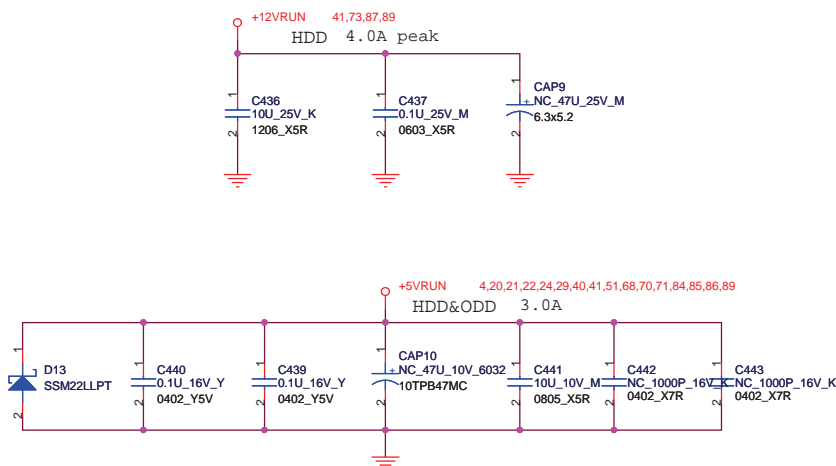 +12VRUN 41,73,87,89
HDD 4.0A peak
1
C436
10U_25V_K
1206_X5R
2
1
C437
0.1U_25V_M
0603_X5R
2
1
CAP9
+
NC_47U_25V_M
6.3x5.2
2
+5VRUN 4,20,21,22,24,29,40,41,51,68,70,71,84,85,86,89
HDD&ODD 3.0A
1
D13
SSM22LLPT
2
1
C440
0.1U_16V_Y
0402_Y5V
2
1
C439
0.1U_16V_Y
0402_Y5V
2
1
CAP10
+
NC_47U_10V_6032
10TPB47MC
2
1
C441
10U_10V_M
0805_X5R
2
1
C442
NC_1000P_16V_K
0402_X7R
2
1
C443
NC_1000P_16V_K
0402_X7R
2